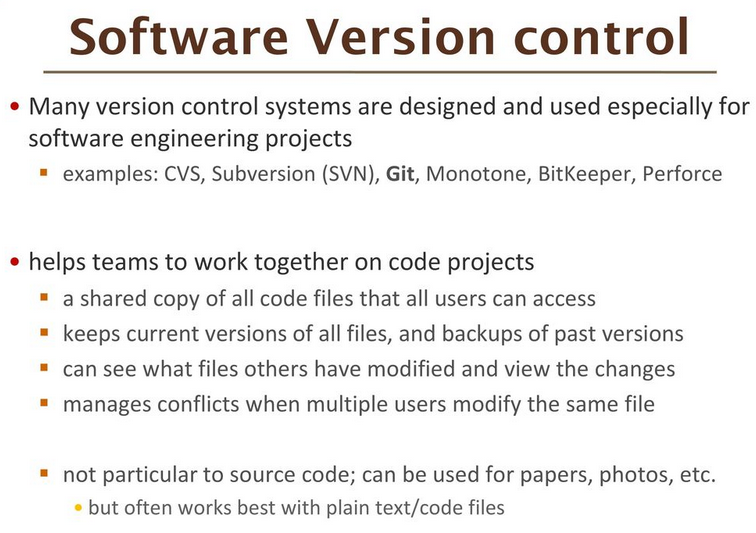 Software Version control
• Many version control systems are designed and used especially for
software engineering projects
▪ examples: CVS, Subversion (SVN), Git, Monotone, BitKeeper, Perforce
• helps teams to work together on code projects
▪ a shared copy of all code files that all users can access
▪ keeps current versions of all files, and backups of past versions
▪ can see what files others have modified and view the changes
▪ manages conflicts when multiple users modify the same file
▪ not particular to source code; can be used for papers, photos, etc.
• but often works best with plain text/code files